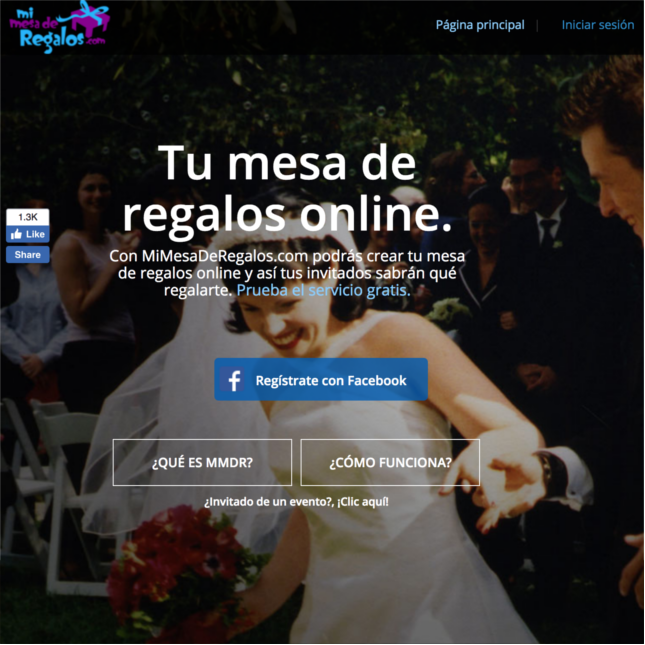 mi
mesa de
Regalos.com
Página principal | Iniciar sesión
Tu mesa de
regalos online.
1.3K
Like
Share
Con MiMesaDeRegalos.com podrás crear tu mesa
de regalos online y así tus invitados sabrán qué
regalarte. Prueba el servicio gratis.
f Regístrate con Facebook
¿QUÉ ES MMDR?
¿CÓMO FUNCIONA?
¿Invitado de un evento?, ¡Clic aquí!